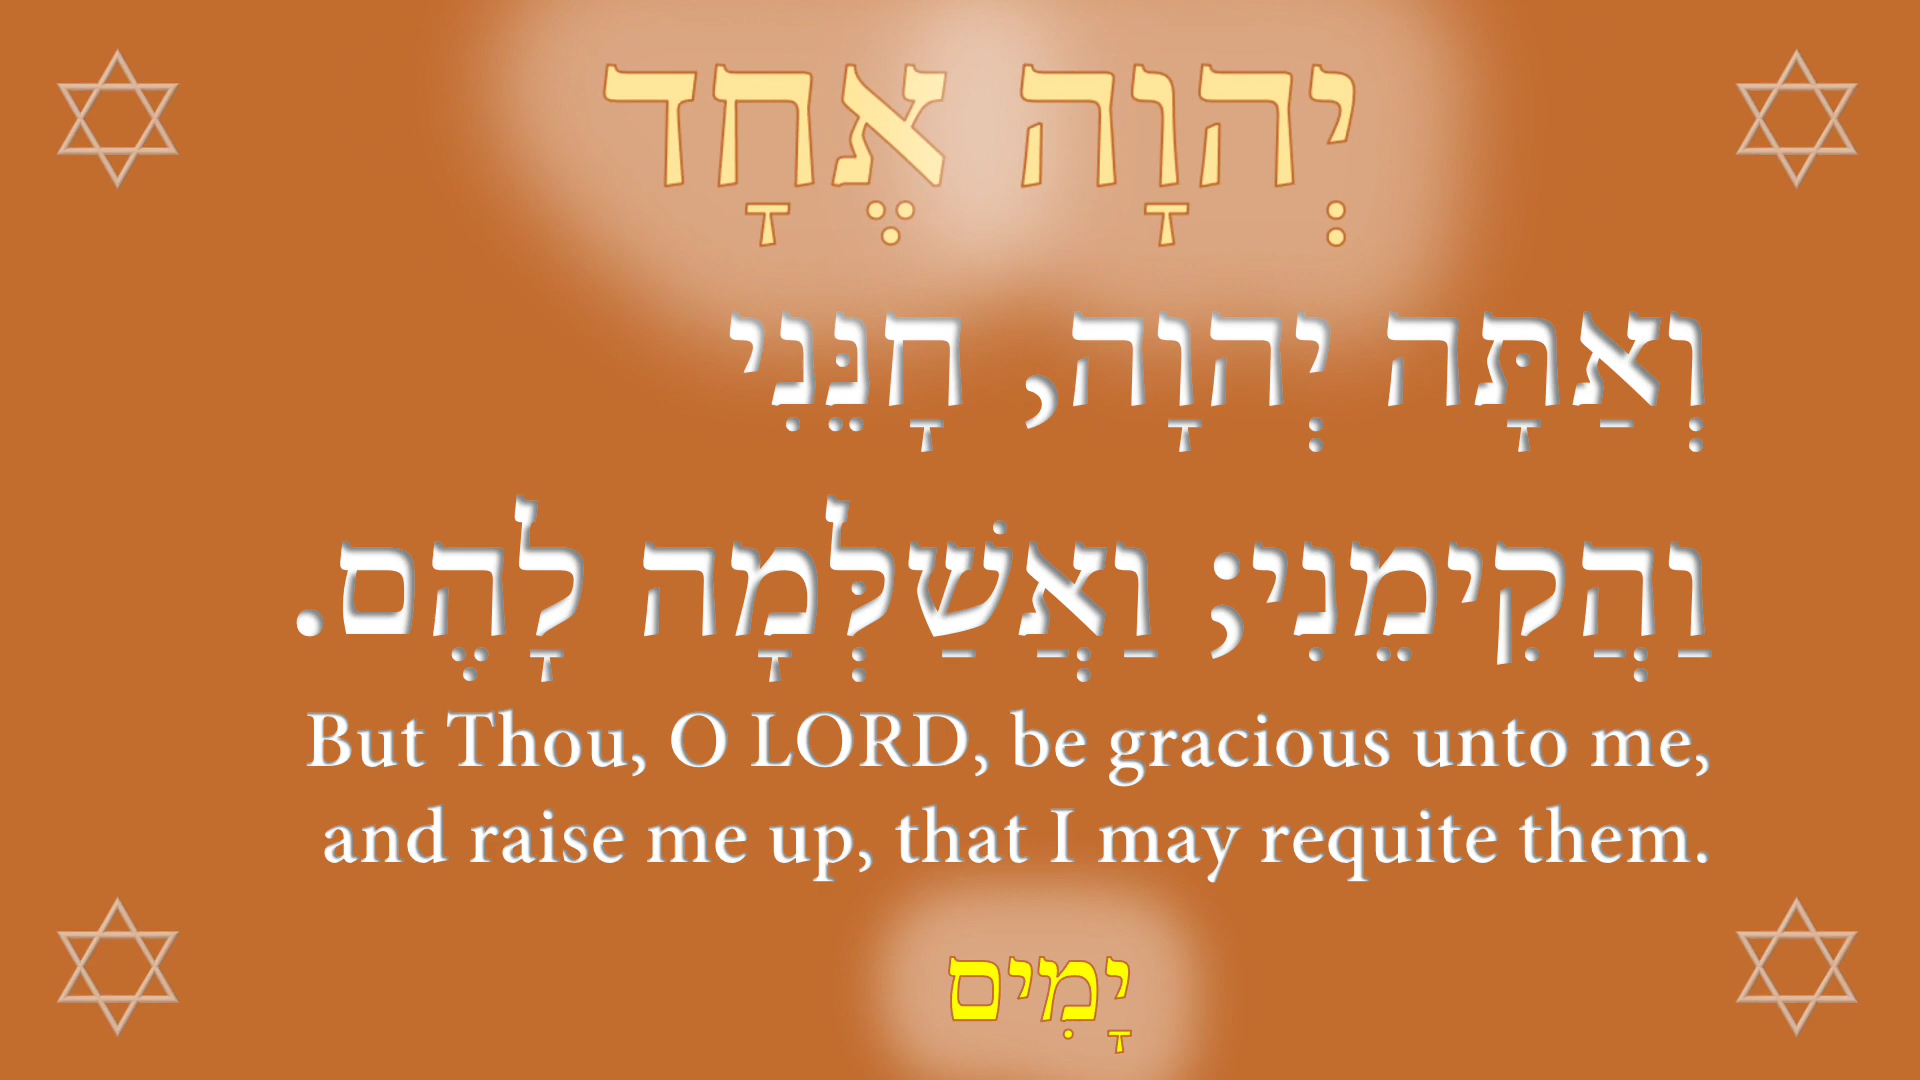 יְהוָה אֶחָד
וְאַתָּה יְהוָה, חָנֵּנִי
וַהֲקִימֵנִי; וַאֲשַׁלְּמָה לָהֶם.
But Thou, O LORD, be gracious unto me,
and raise me up, that I may requite them.
יָמִים